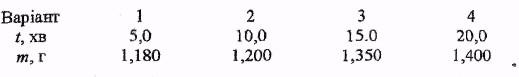 Варіант 1 2 3 4
t, хв 5,0 10,0 15.0 20,0
m, г 1,180 1,200 1,350 1,400